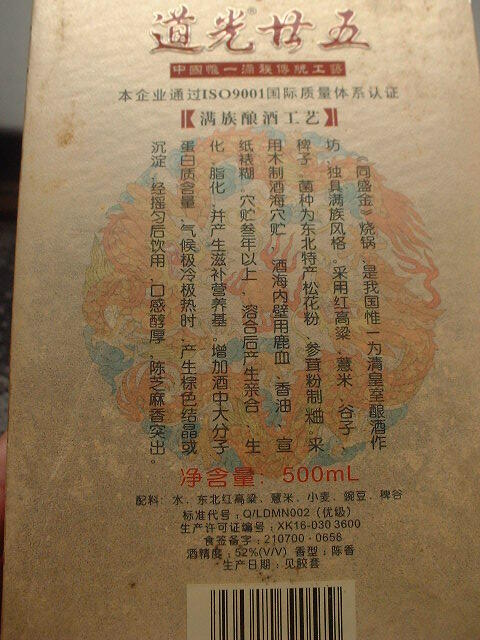 道光廿五®
中國惟一满族傳統工藝
本企业通过ISO9001国际质量体系认证
满族酿酒工艺
《同盛金》烧锅、是我国惟一为清皇室酿酒作
坊、独具满族风格。采用红高粱、薏米、谷子、
稗子、菌种为东北特产松花粉、参茸粉制曲。采
用木制酒海穴贮、酒海内壁用鹿血、香油、宣
纸裱糊。穴贮叁年以上、溶合后产生亲合、生
化、脂化、并产生滋补营养基。增加酒中大分子
蛋白质含量、气候极冷极热时、产生棕色结晶或
沉淀、经摇匀后饮用、口感醇厚、陈芝麻香突出。
净含量：500mL
配料：水、东北红高粱、薏米、小麦、豌豆、稗谷
标准代号：Q/LDMN002（优级）
生产许可证编号：XK16-030 3600
食签备字：210700·0658
酒精度：52%(V/V) 香型：陈香
生产日期：见胶套